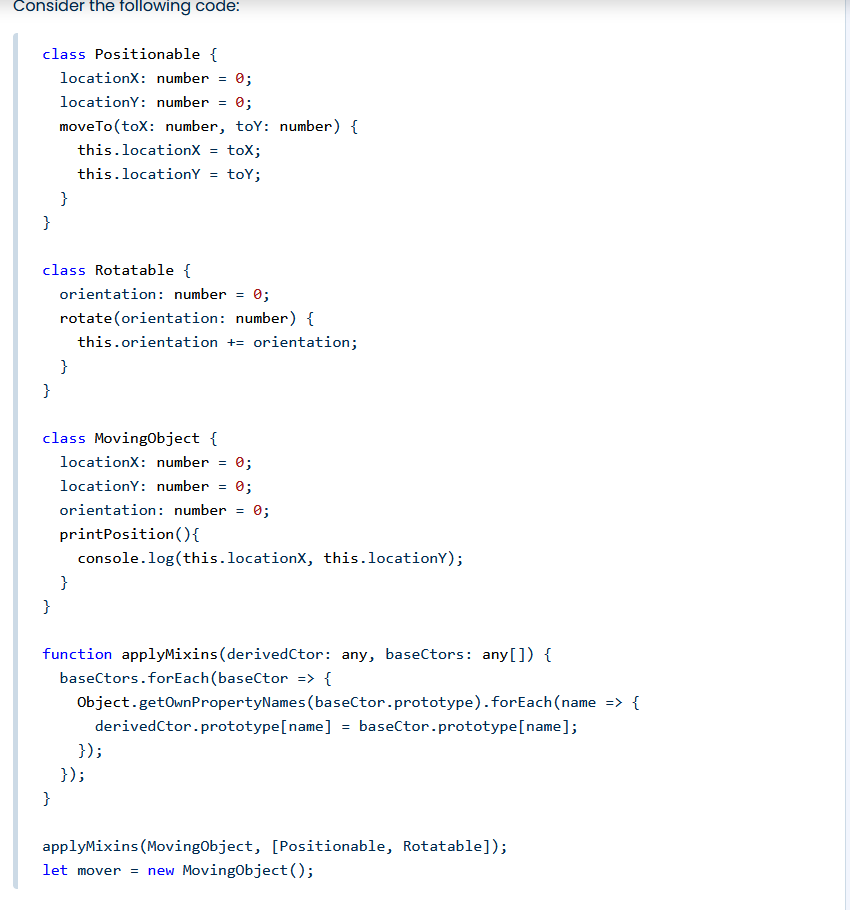 Consider the following code:
class Positionable {
  locationX: number = 0;
  locationY: number = 0;
  moveTo(toX: number, toY: number) {
    this.locationX = toX;
    this.locationY = toY;
  }
}

class Rotatable {
  orientation: number = 0;
  rotate(orientation: number) {
    this.orientation += orientation;
  }
}

class MovingObject {
  locationX: number = 0;
  locationY: number = 0;
  orientation: number = 0;
  printPosition(){
    console.log(this.locationX, this.locationY);
  }
}

function applyMixins(derivedCtor: any, baseCtors: any[]) {
  baseCtors.forEach(baseCtor => {
    Object.getOwnPropertyNames(baseCtor.prototype).forEach(name => {
      derivedCtor.prototype[name] = baseCtor.prototype[name];
    });
  });
}

applyMixins(MovingObject, [Positionable, Rotatable]);
let mover = new MovingObject();